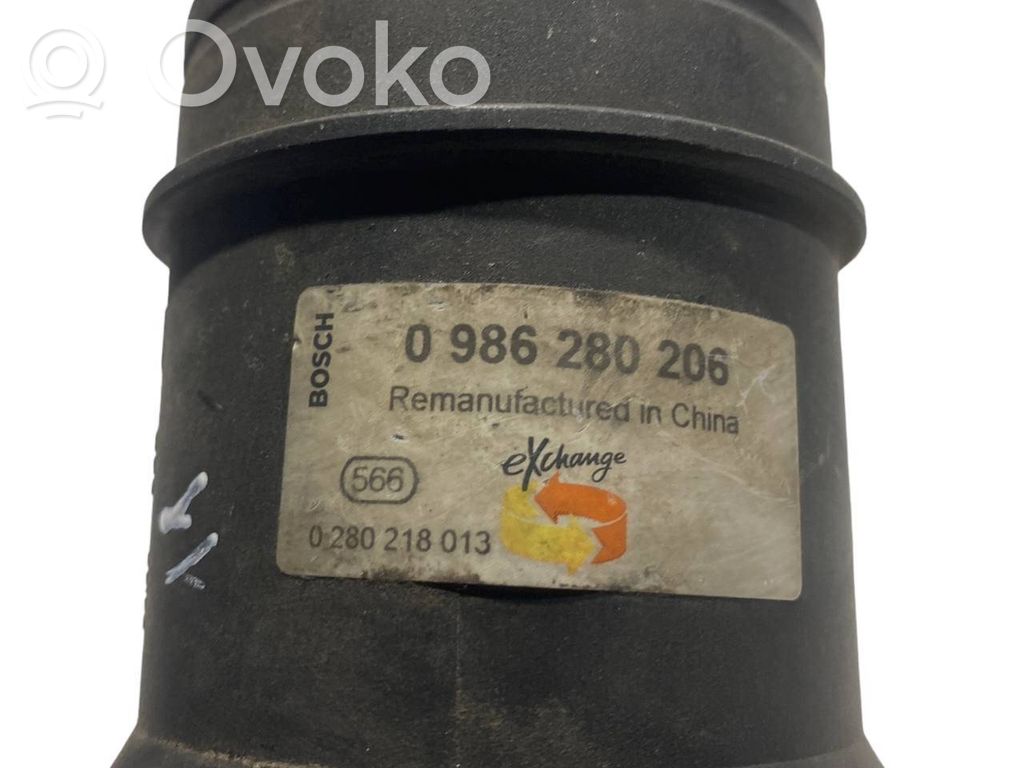 Ovoko
BOSCH
0 986 280 206
Remanufactured in China
eXchange
566
0 280 218 013